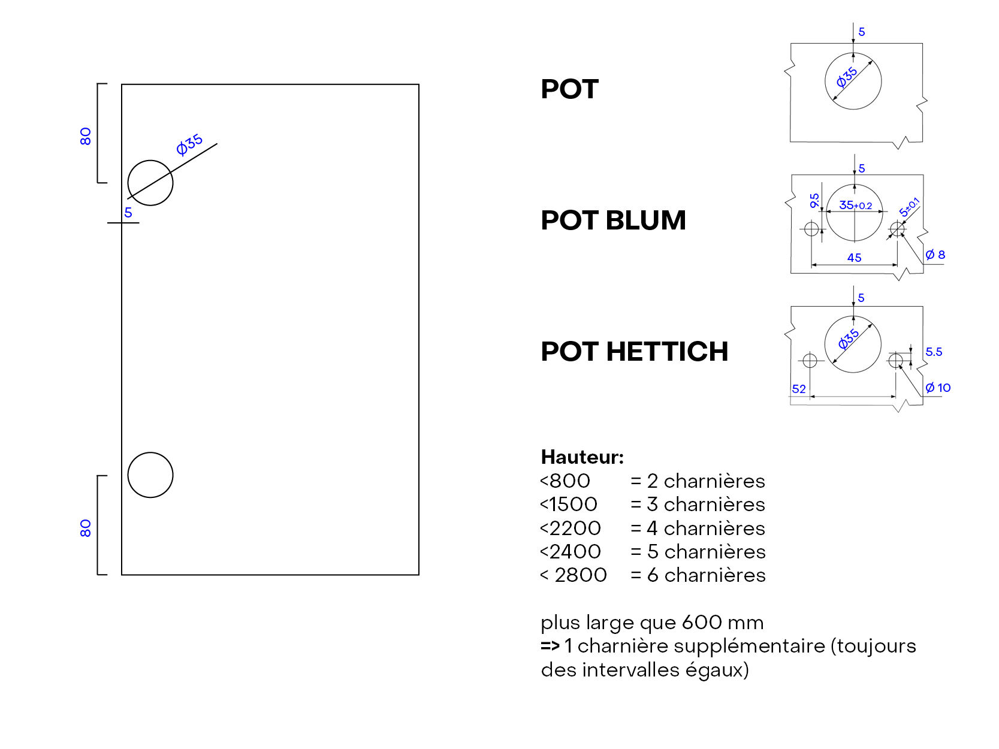 80
Ø35
5
80
POT
5
Ø35
POT BLUM
5
9.5
35+0.2
5±0.1
45
Ø 8
POT HETTICH
5
Ø35
5.5
52
Ø 10
Hauteur:
<800 = 2 charnières
<1500 = 3 charnières
<2200 = 4 charnières
<2400 = 5 charnières
< 2800 = 6 charnières
plus large que 600 mm
=> 1 charnière supplémentaire (toujours
des intervalles égaux)